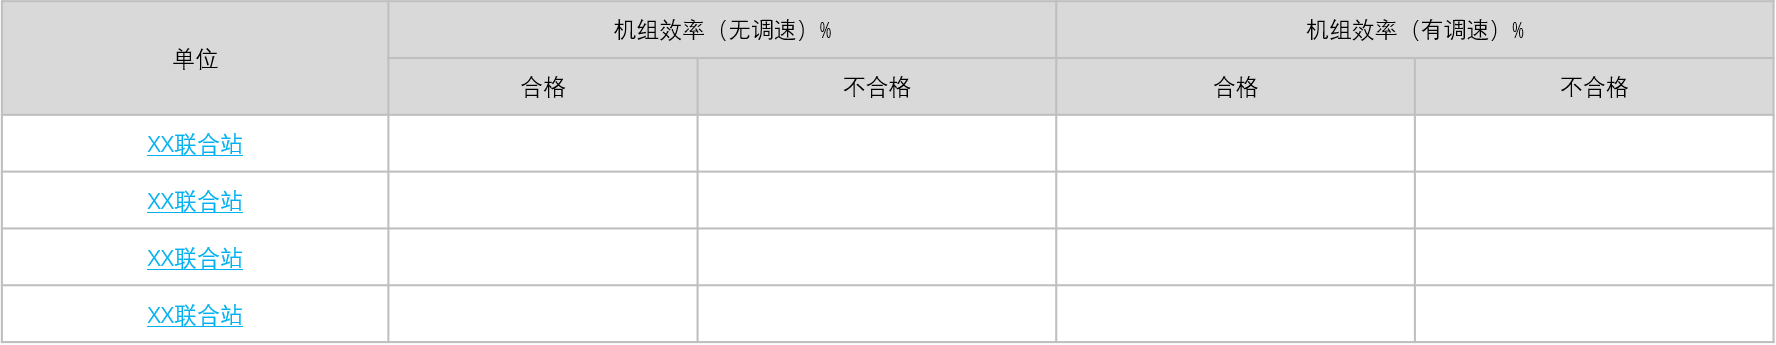 单位
机组效率（无调速）%
机组效率（有调速）%
合格
不合格
合格
不合格
XX联合站
XX联合站
XX联合站
XX联合站